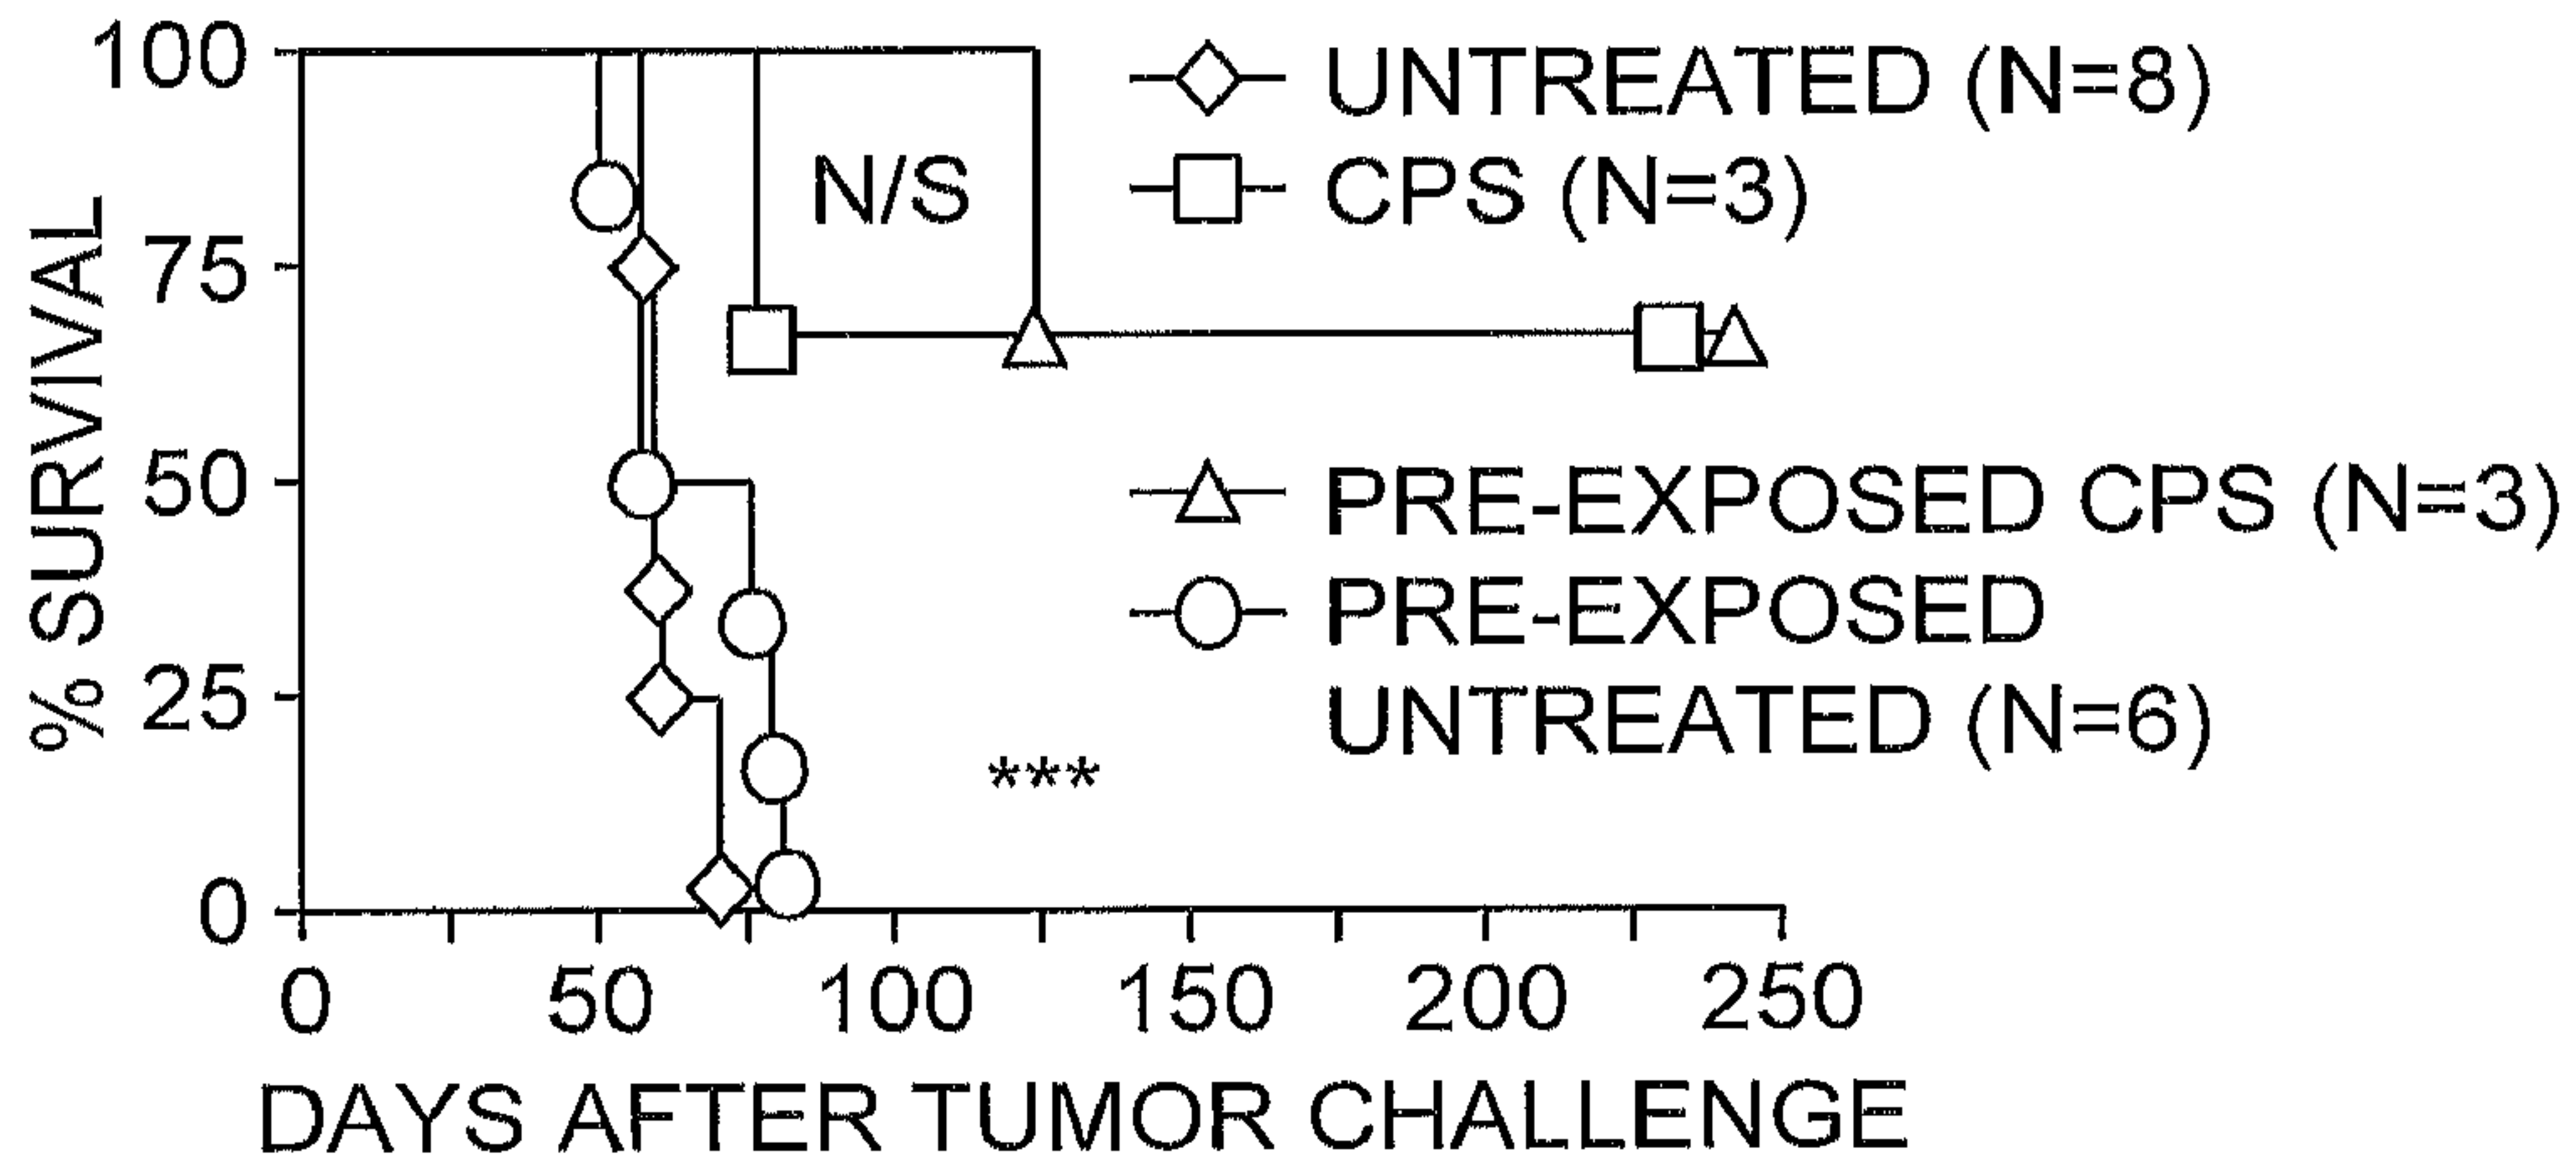 100
75
50
25
0
% SURVIVAL
N/S
***
UNTREATED (N=8)
CPS (N=3)
PRE-EXPOSED CPS (N=3)
PRE-EXPOSED
UNTREATED (N=6)
0 50 100 150 200 250
DAYS AFTER TUMOR CHALLENGE